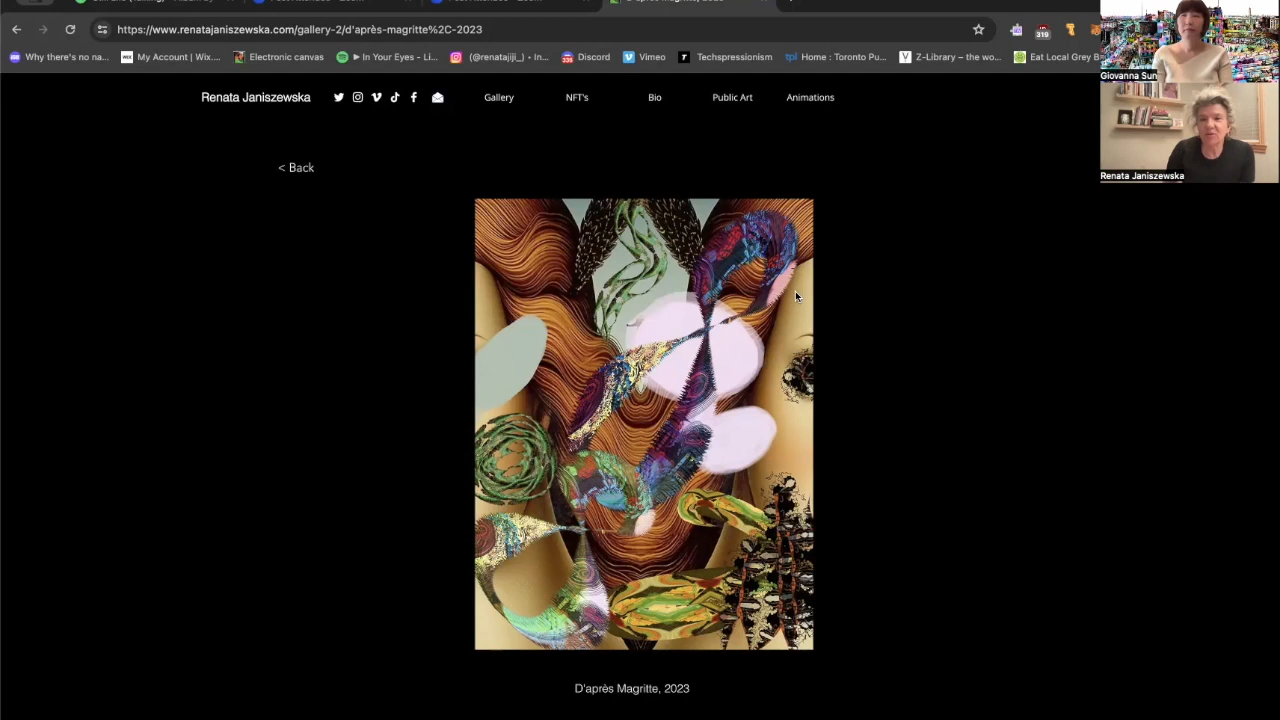 https://www.renatajaniszewska.com/gallery-2/d'après-magritte%2C-2023
319
Why there's no na...
My Account | Wix....
Electronic canvas
In Your Eyes - Li...
(@renatajiji_) • In...
Discord
Vimeo
Techspressionism
Home : Toronto Pu...
Z-Library – the wo...
Eat Local Grey B
Giovanna Sun
Renata Janiszewska
Renata Janiszewska
Gallery
NFT's
Bio
Public Art
Animations
< Back
D'après Magritte, 2023